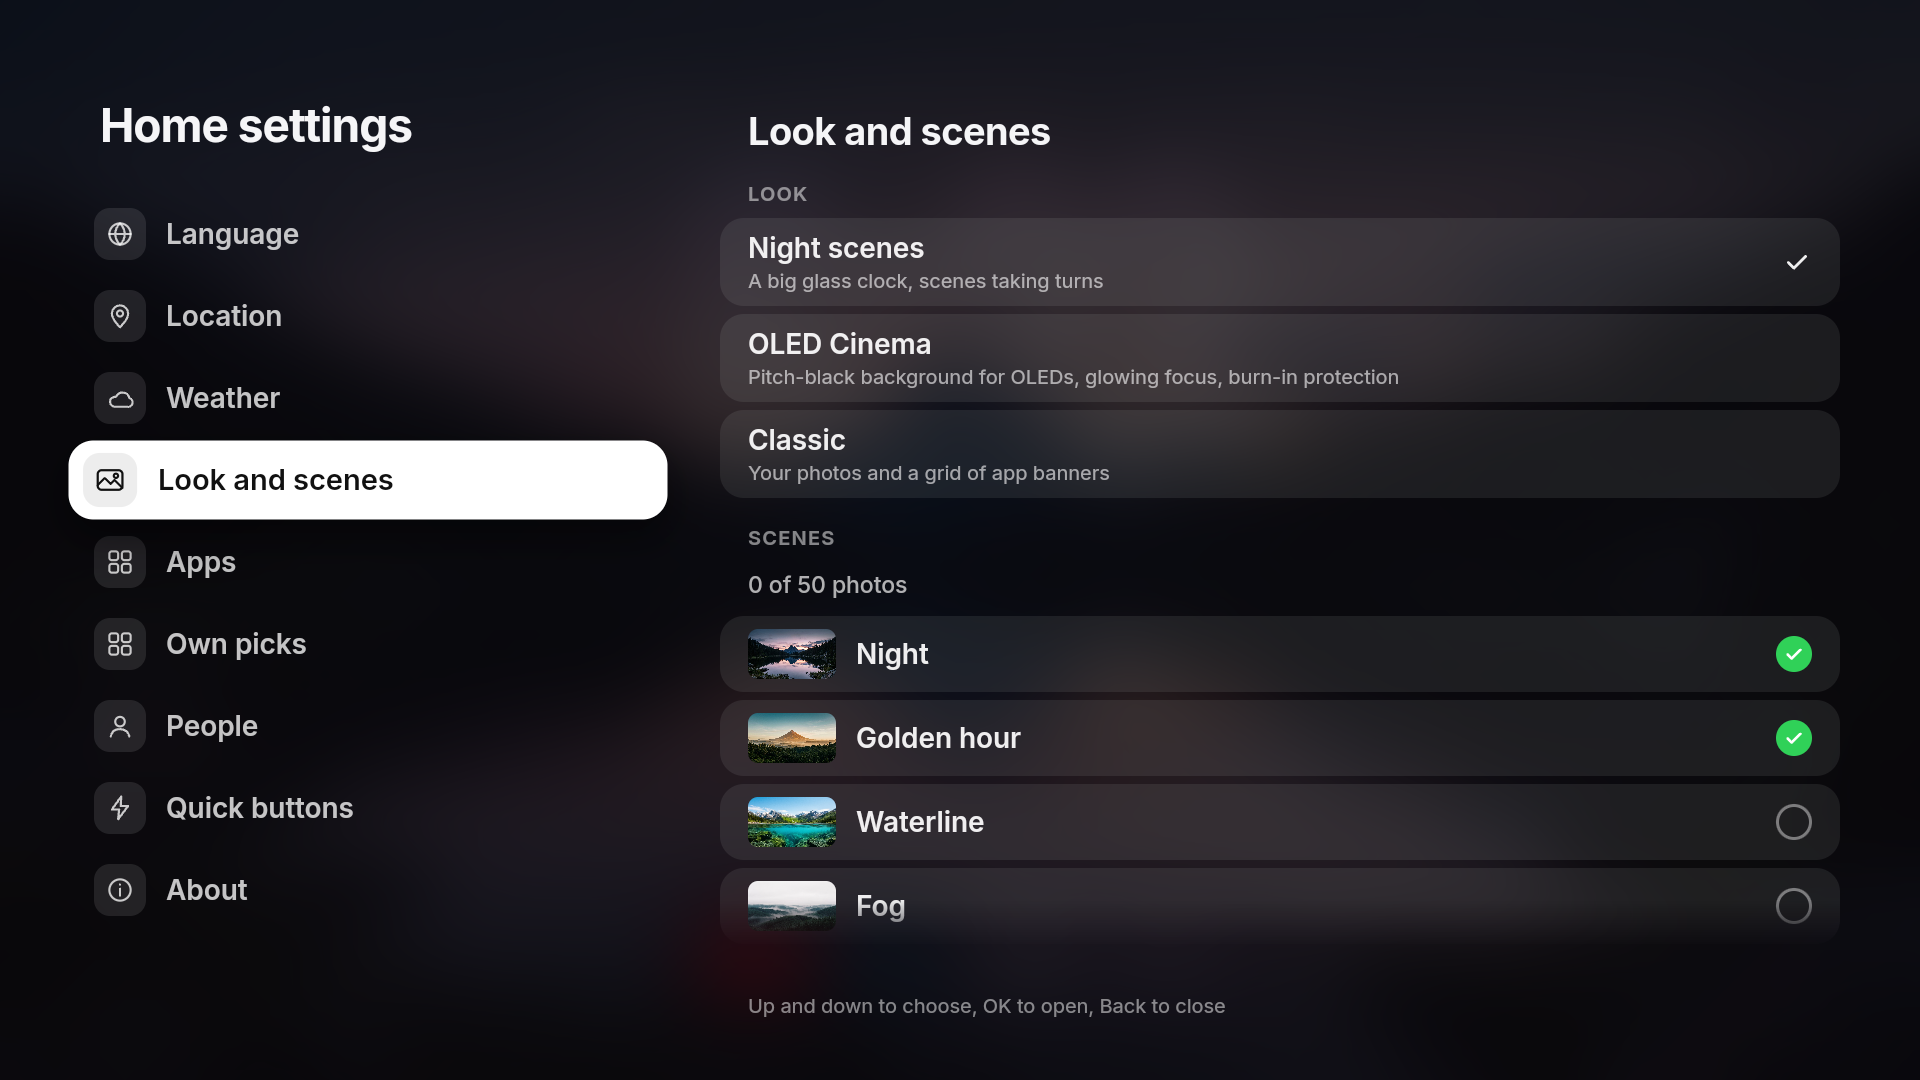 Home settings
Language
Location
Weather
Look and scenes
Apps
Own picks
People
Quick buttons
About
Look and scenes
LOOK
Night scenes
A big glass clock, scenes taking turns
OLED Cinema
Pitch-black background for OLEDs, glowing focus, burn-in protection
Classic
Your photos and a grid of app banners
SCENES
0 of 50 photos
Night
Golden hour
Waterline
Fog
Up and down to choose, OK to open, Back to close